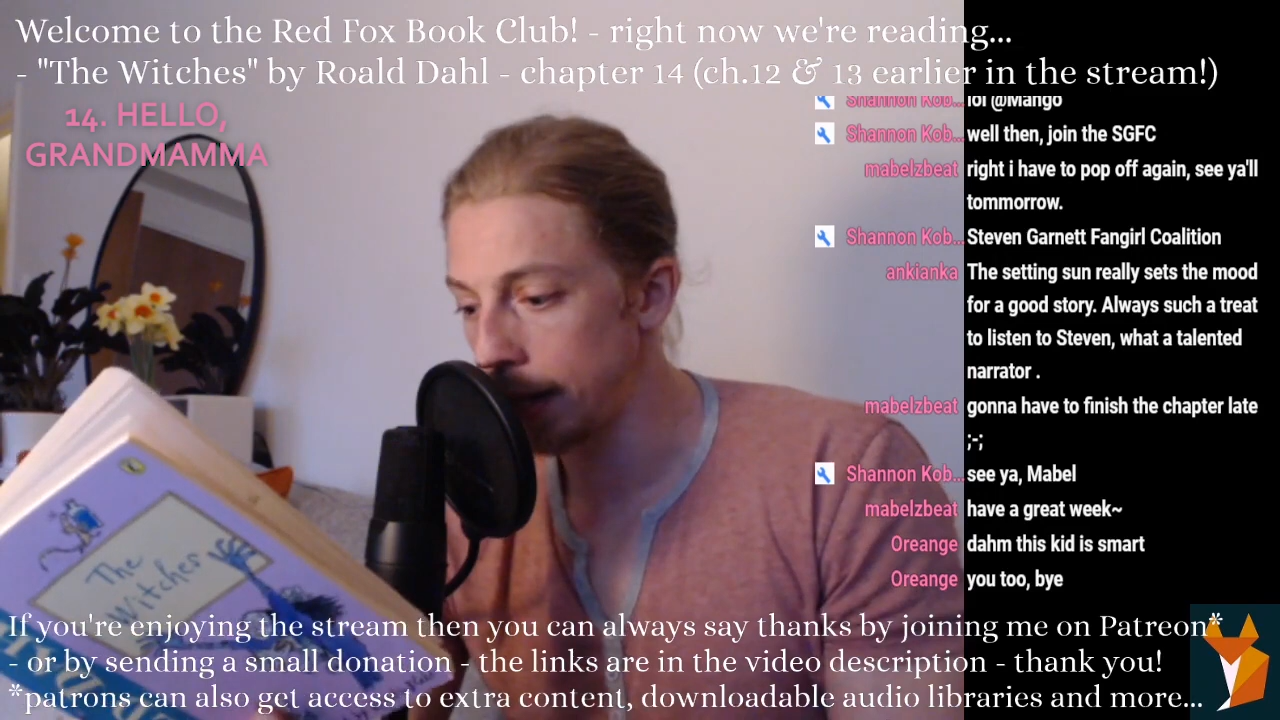 Welcome to the Red Fox Book Club! - right now we're reading...
- "The Witches" by Roald Dahl - chapter 14 (ch.12 & 13 earlier in the stream!)
14. HELLO,
GRANDMAMMA
Shannon Kob... lol @Mango
Shannon Kob... well then, join the SGFC
mabelzbeat right i have to pop off again, see ya'll
tommorrow.
Shannon Kob... Steven Garnett Fangirl Coalition
ankianka The setting sun really sets the mood
for a good story. Always such a treat
to listen to Steven, what a talented
narrator .
mabelzbeat gonna have to finish the chapter late
;-;
Shannon Kob... see ya, Mabel
mabelzbeat have a great week~
Oreange dahm this kid is smart
Oreange you too, bye
The
Witches
If you're enjoying the stream then you can always say thanks by joining me on Patreon*
- or by sending a small donation - the links are in the video description - thank you!
*patrons can also get access to extra content, downloadable audio libraries and more...